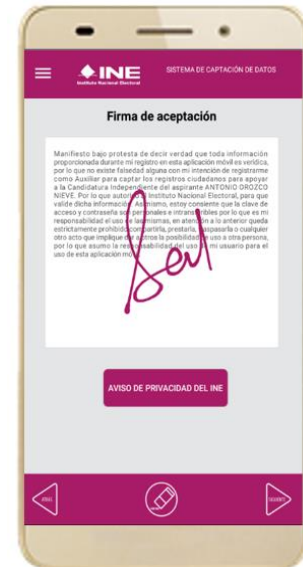 INE
Instituto Nacional Electoral
SISTEMA DE CAPTACIÓN DE DATOS
Firma de aceptación
Manifiesto bajo protesta de decir verdad que toda información
proporcionada durante mi registro en esta aplicación móvil es verídica,
por lo que no existe falsedad alguna con mi intención de registrarme
como Auxiliar para captar los registros ciudadanos para apoyar
a la Candidatura Independiente del aspirante ANTONIO OROZCO
NIEVE. Por lo que Instituto Nacional Electoral, para que
valide dicha Asimismo, estoy consiente que la clave de
acceso y contraseña son personales e por lo que es mi
responsabilidad el uso de las mismas, en atención a lo anterior queda
estrictamente prohibido compartirla, prestarla, traspasarla o cualquier
otro acto que implique dar a otros la posibilidad de uso a otra persona,
por lo que asumo la responsabilidad del uso de mi usuario para el
uso de esta aplicación
AVISO DE PRIVACIDAD DEL INE
SIGUIENTE